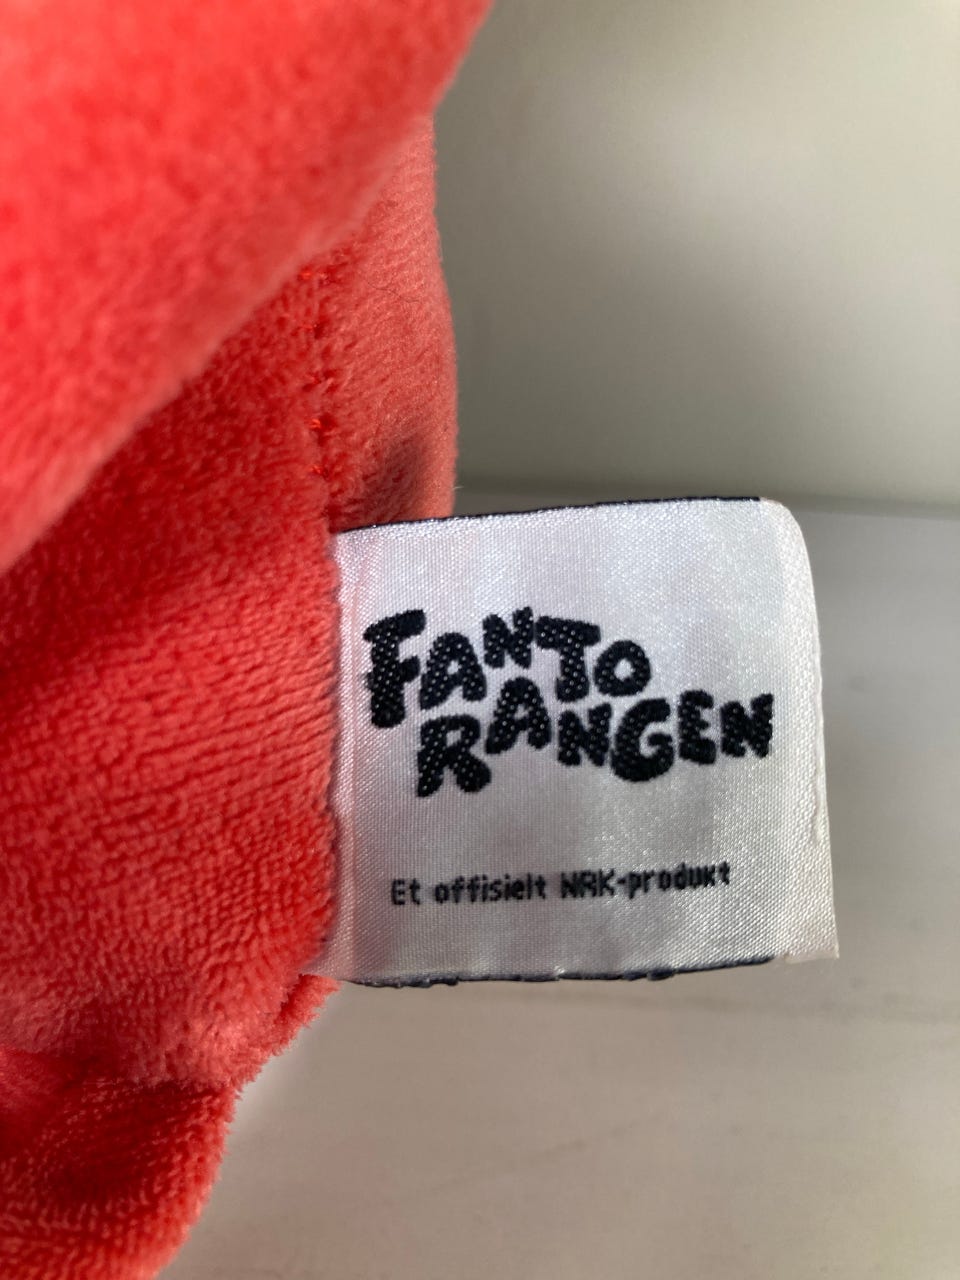 FANTO
RANGEN
Et offisielt NRK-produkt